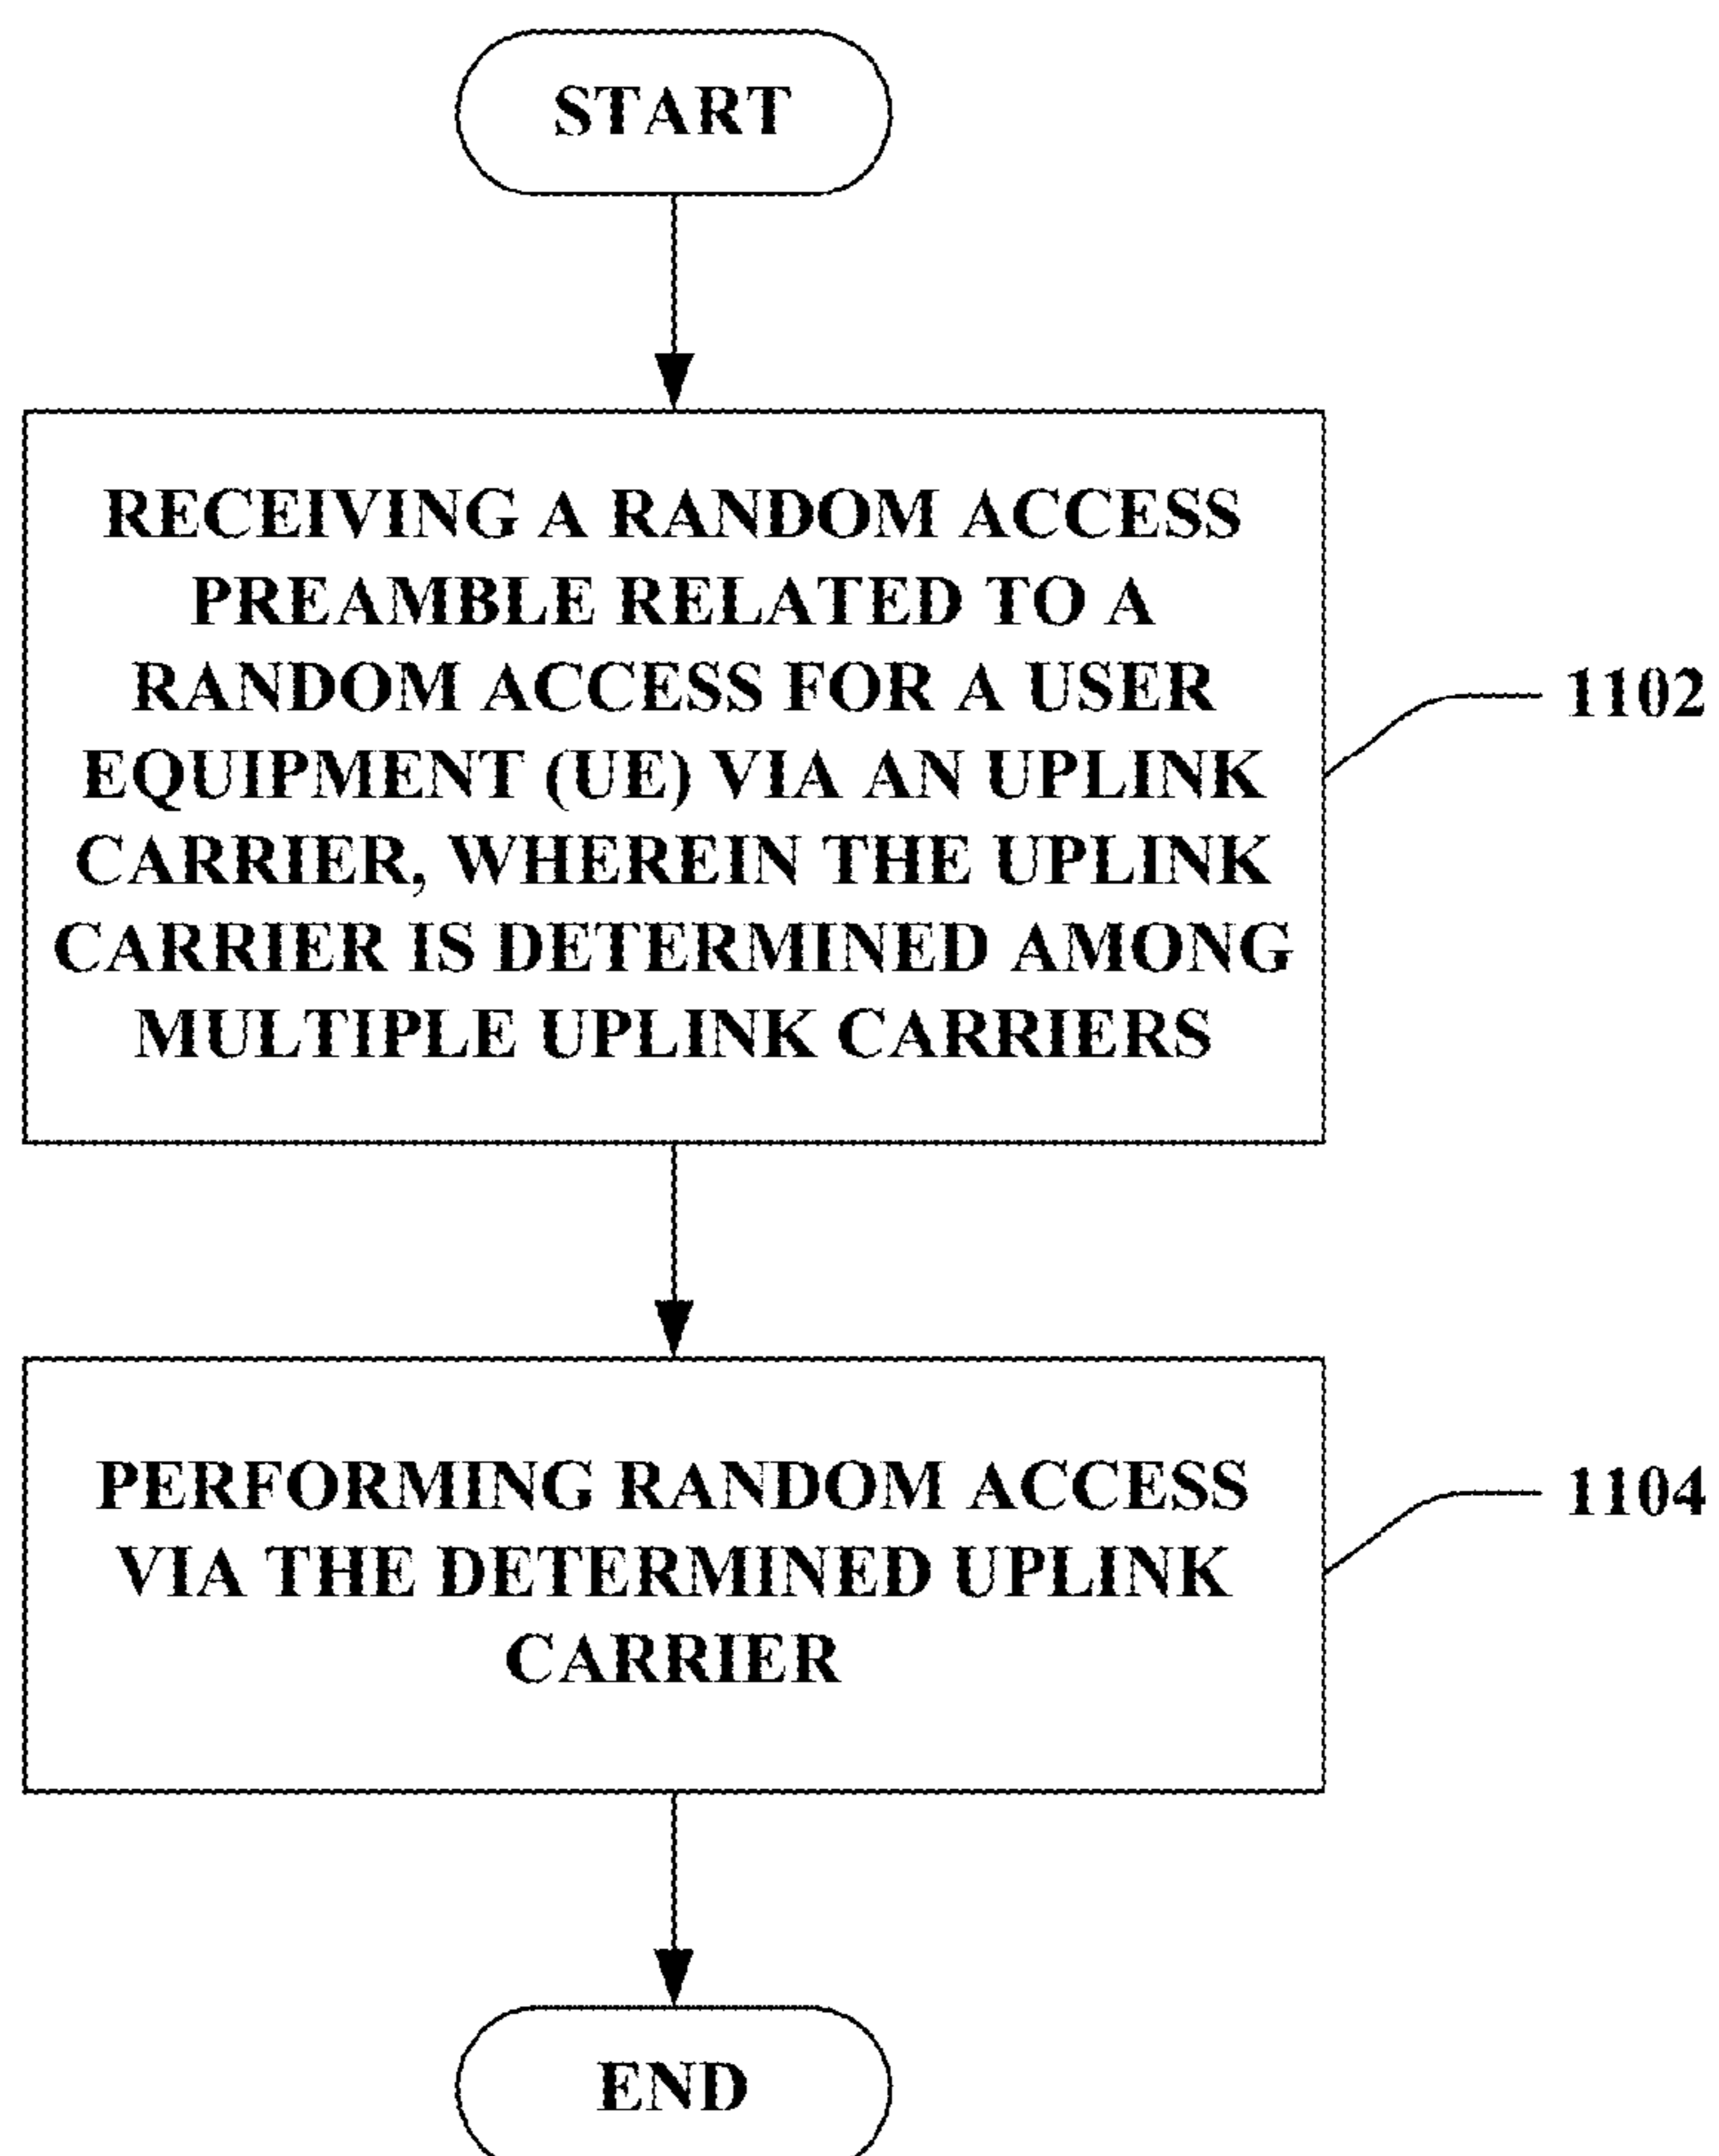 START
RECEIVING A RANDOM ACCESS
PREAMBLE RELATED TO A
RANDOM ACCESS FOR A USER
EQUIPMENT (UE) VIA AN UPLINK
CARRIER, WHEREIN THE UPLINK
CARRIER IS DETERMINED AMONG
MULTIPLE UPLINK CARRIERS
1102
PERFORMING RANDOM ACCESS
VIA THE DETERMINED UPLINK
CARRIER
1104
END